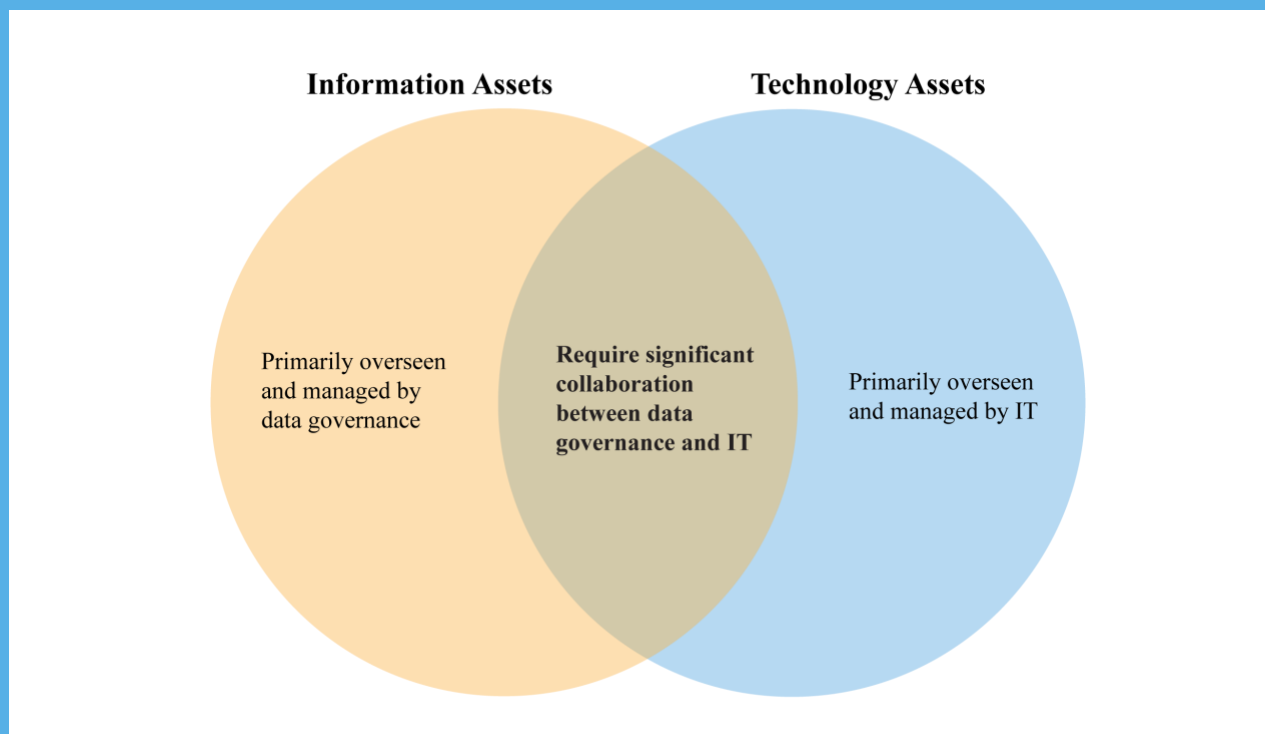 Information Assets
Technology Assets
Primarily overseen
and managed by
data governance
Require significant
collaboration
between data
governance and IT
Primarily overseen
and managed by IT